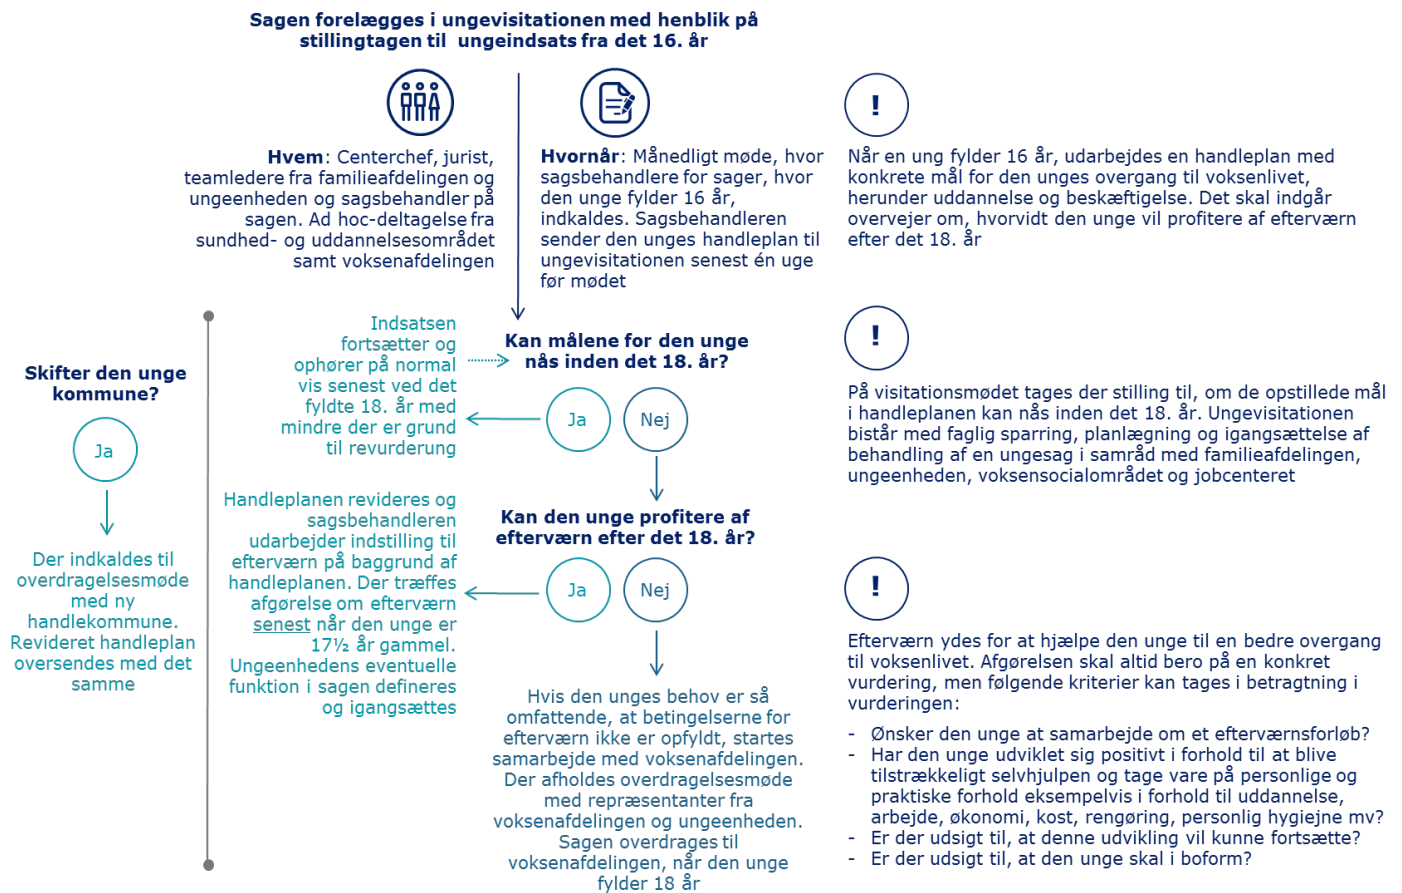 Sagen forelægges i ungevisitationen med henblik på
stillingtagen til ungeindsats fra det 16. år
Hvem: Centerchef, jurist,
teamledere fra familieafdelingen og
ungeenheden og sagsbehandler på
sagen. Ad hoc-deltagelse fra
sundhed- og uddannelsesområdet
samt voksenafdelingen
Hvornår: Månedligt møde, hvor
sagsbehandlere for sager, hvor
den unge fylder 16 år,
indkaldes. Sagsbehandleren
sender den unges handleplan til
ungevisitationen senest én uge
før mødet
!
Når en ung fylder 16 år, udarbejdes en handleplan med
konkrete mål for den unges overgang til voksenlivet,
herunder uddannelse og beskæftigelse. Det skal indgår
overvejer om, hvorvidt den unge vil profitere af efterværn
efter det 18. år
Skifter den unge
kommune?
Ja
Der indkaldes til
overdragelsesmøde
med ny
handlekommune.
Revideret handleplan
oversendes med det
samme
Indsatsen
fortsætter og
ophører på normal
vis senest ved det
fyldte 18. år med
mindre der er grund
til revurdering
Kan målene for den unge
nås inden det 18. år?
Ja
Nej
!
På visitationsmødet tages der stilling til, om de opstillede mål
i handleplanen kan nås inden det 18. år. Ungevisitationen
bistår med faglig sparring, planlægning og igangsættelse af
behandling af en ungesag i samråd med familieafdelingen,
ungeenheden, voksensocialområdet og jobcenteret
Handleplanen revideres og
sagsbehandleren
udarbejder indstilling til
efterværn på baggrund af
handleplanen. Der træffes
afgørelse om efterværn
senest når den unge er
17½ år gammel.
Ungeenhedens eventuelle
funktion i sagen defineres
og igangsættes
Kan den unge profitere af
efterværn efter det 18. år?
Ja
Nej
Hvis den unges behov er så
omfattende, at betingelserne for
efterværn ikke er opfyldt, startes
samarbejde med voksenafdelingen.
Der afholdes overdragelsesmøde
med repræsentanter fra
voksenafdelingen og ungeenheden.
Sagen overdrages til
voksenafdelingen, når den unge
fylder 18 år
!
Efterværn ydes for at hjælpe den unge til en bedre overgang
til voksenlivet. Afgørelsen skal altid bero på en konkret
vurdering, men følgende kriterier kan tages i betragtning i
vurderingen:
- Ønsker den unge at samarbejde om et efterværnsforløb?
- Har den unge udviklet sig positivt i forhold til at blive
tilstrækkeligt selvhjulpen og tage vare på personlige og
praktiske forhold eksempelvis i forhold til uddannelse,
arbejde, økonomi, kost, rengøring, personlig hygiejne mv?
- Er der udsigt til, at denne udvikling vil kunne fortsætte?
- Er der udsigt til, at den unge skal i boform?